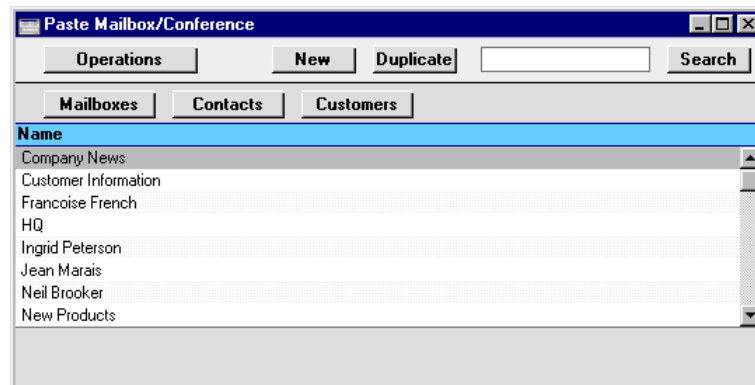 Paste Mailbox/Conference
Operations New Duplicate Search
Mailboxes Contacts Customers
Name
Company News
Customer Information
Francoise French
HQ
Ingrid Peterson
Jean Marais
Neil Brooker
New Products